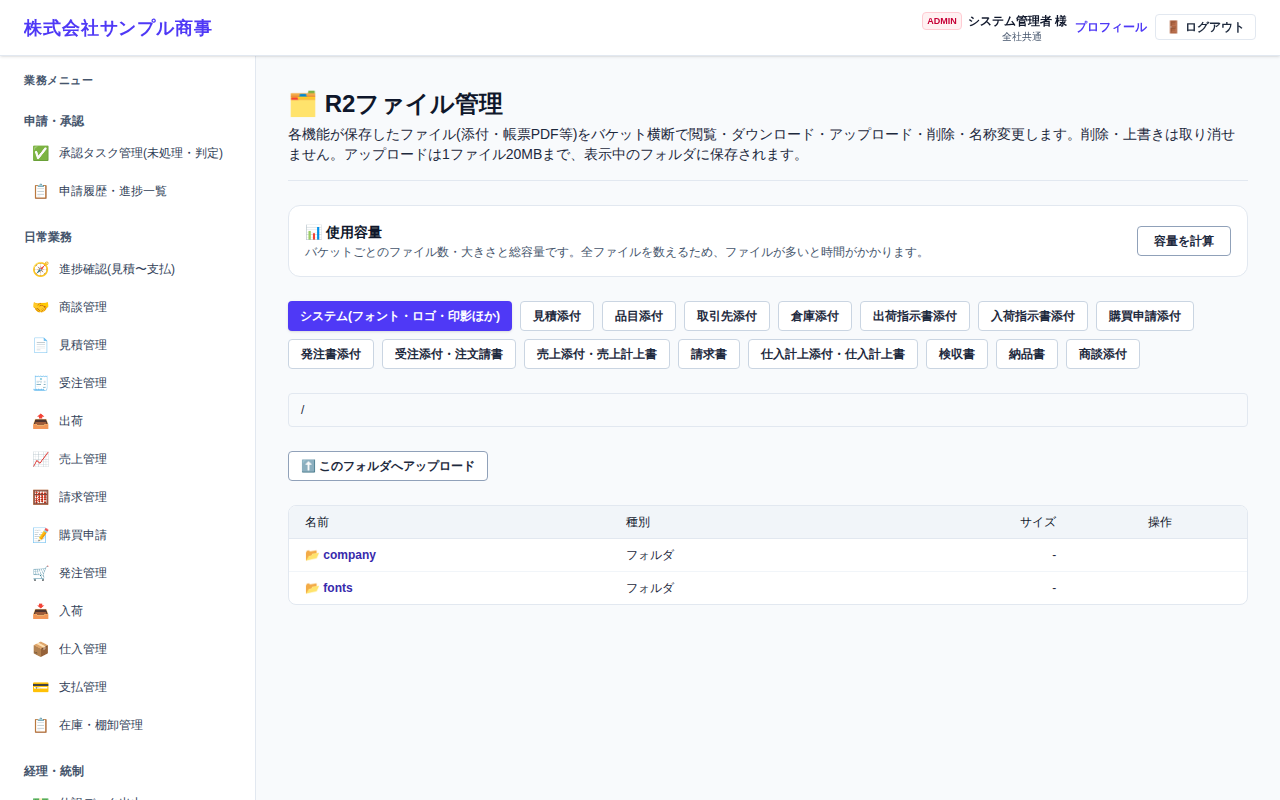 株式会社サンプル商事
ADMIN システム管理者 様
全社共通
プロフィール
🚪 ログアウト
業務メニュー
申請・承認
✅ 承認タスク管理(未処理・判定)
📋 申請履歴・進捗一覧
日常業務
🧭 進捗確認(見積〜支払)
🤝 商談管理
📄 見積管理
🧾 受注管理
📤 出荷
📈 売上管理
🧮 請求管理
📝 購買申請
🛒 発注管理
📥 入荷
📦 仕入管理
💳 支払管理
📋 在庫・棚卸管理
経理・統制
🗂️ R2ファイル管理
各機能が保存したファイル(添付・帳票PDF等)をバケット横断で閲覧・ダウンロード・アップロード・削除・名称変更します。削除・上書きは取り消せ
ません。アップロードは1ファイル20MBまで、表示中のフォルダに保存されます。
📊 使用容量
バケットごとのファイル数・大きさと総容量です。全ファイルを数えるため、ファイルが多いと時間がかかります。
容量を計算
システム(フォント・ロゴ・印影ほか) 見積添付 品目添付 取引先添付 倉庫添付 出荷指示書添付 入荷指示書添付 購買申請添付
発注書添付 受注添付・注文請書 売上添付・売上計上書 請求書 仕入計上添付・仕入計上書 検収書 納品書 商談添付
/
⬆️ このフォルダへアップロード
名前 種別 サイズ 操作
📂 company フォルダ -
📂 fonts フォルダ -